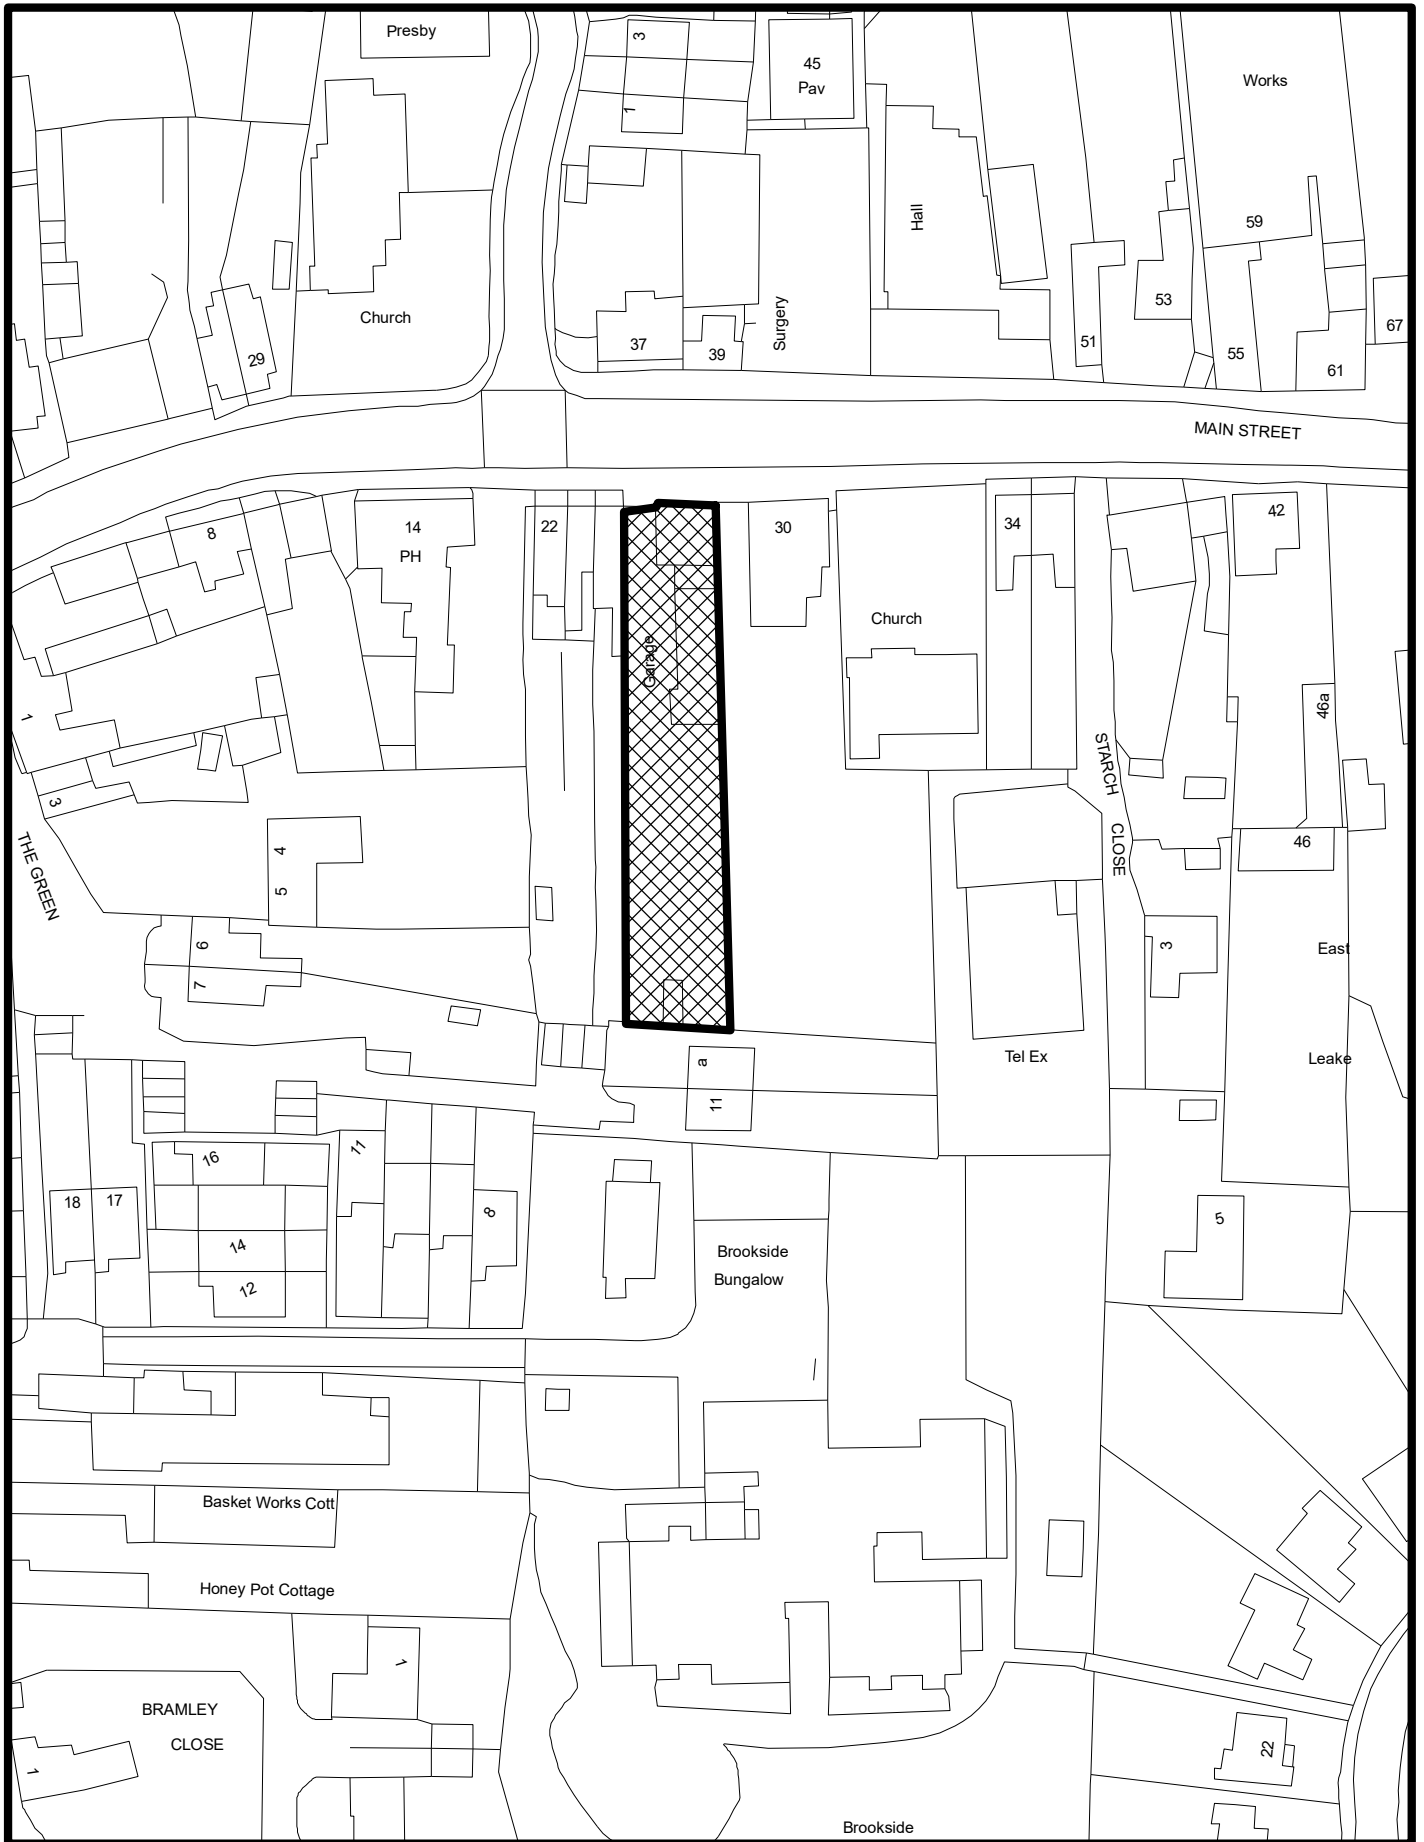 Presby
3
45
Pav
Works
1
Hall
59
Church
Surgery
53
67
37
39
51
55
29
61
MAIN STREET
8
14
PH
22
30
34
42
Garage
Church
46a
1
STARCH CLOSE
3
THE GREEN
4
5
46
6
7
3
East
Leake
Tel Ex
a
11
16
11
18
17
8
14
12
Brookside
Bungalow
5
Basket Works Cott
Honey Pot Cottage
1
BRAMLEY
CLOSE
1
22
Brookside